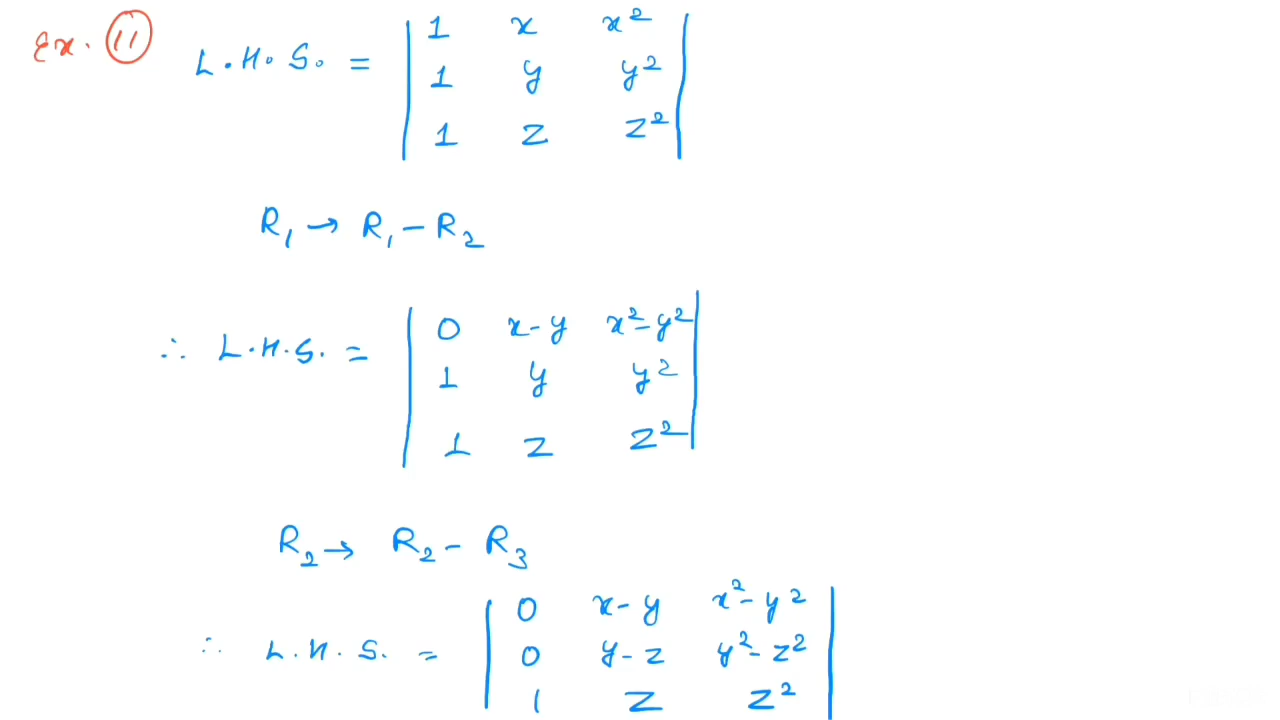 Ex. 11
L.H.S. = | 1 x x² |
| 1 y y² |
| 1 z z² |
R₁ → R₁ - R₂
∴ L.H.S. = | 0 x-y x²-y² |
| 1 y y² |
| 1 z z² |
R₂ → R₂ - R₃
∴ L.H.S. = | 0 x-y x²-y² |
| 0 y-z y²-z² |
| 1 z z² |